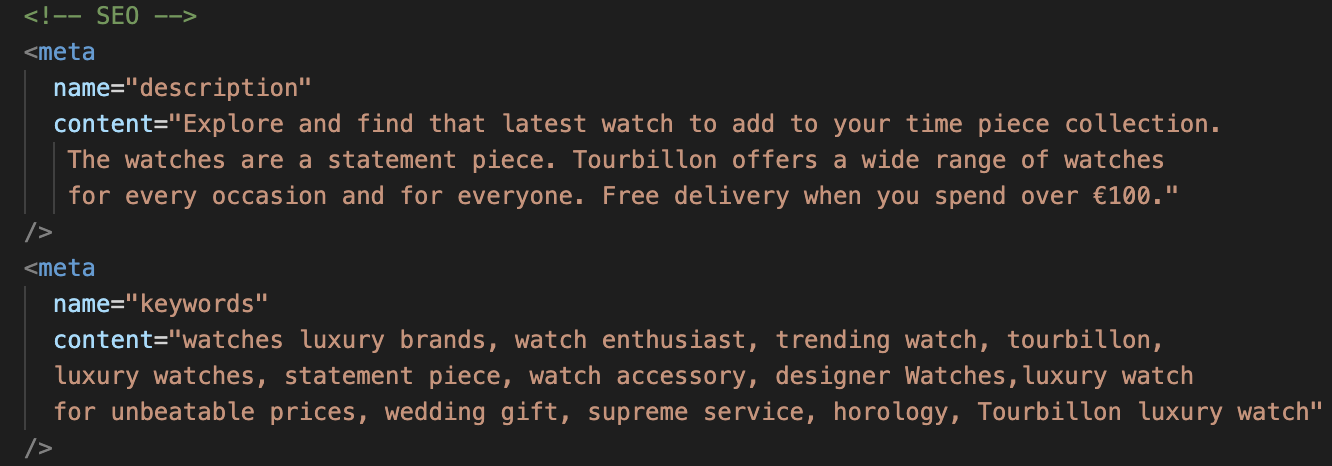 <!-- SEO -->
<meta
name="description"
content="Explore and find that latest watch to add to your time piece collection.
The watches are a statement piece. Tourbillon offers a wide range of watches
for every occasion and for everyone. Free delivery when you spend over €100."
/>
<meta
name="keywords"
content="watches luxury brands, watch enthusiast, trending watch, tourbillon,
luxury watches, statement piece, watch accessory, designer Watches,luxury watch
for unbeatable prices, wedding gift, supreme service, horology, Tourbillon luxury watch"
/>